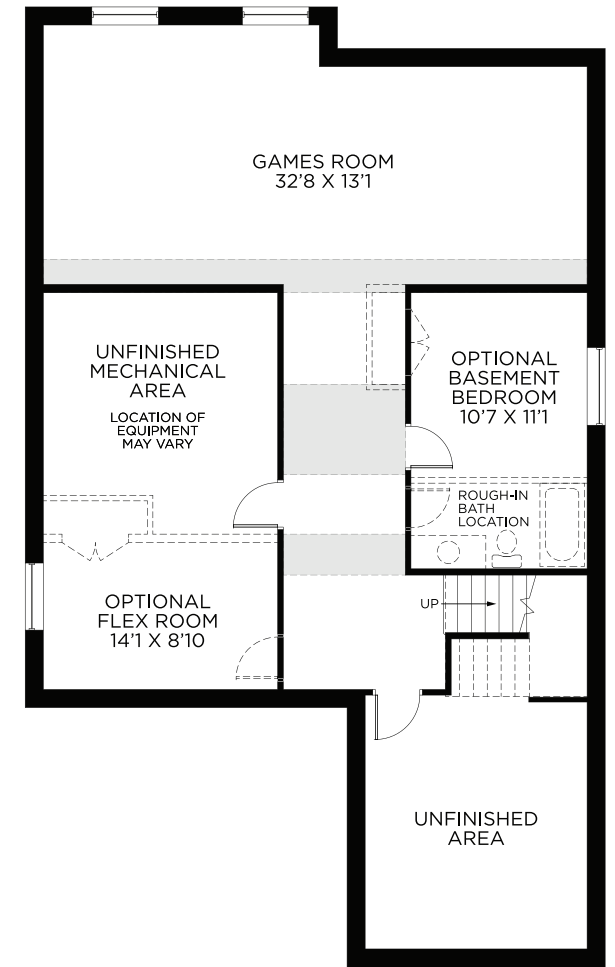 GAMES ROOM
32'8 X 13'1
UNFINISHED
MECHANICAL
AREA
LOCATION OF
EQUIPMENT
MAY VARY
OPTIONAL
BASEMENT
BEDROOM
10'7 X 11'1
ROUGH-IN
BATH
LOCATION
OPTIONAL
FLEX ROOM
14'1 X 8'10
UP
UNFINISHED
AREA